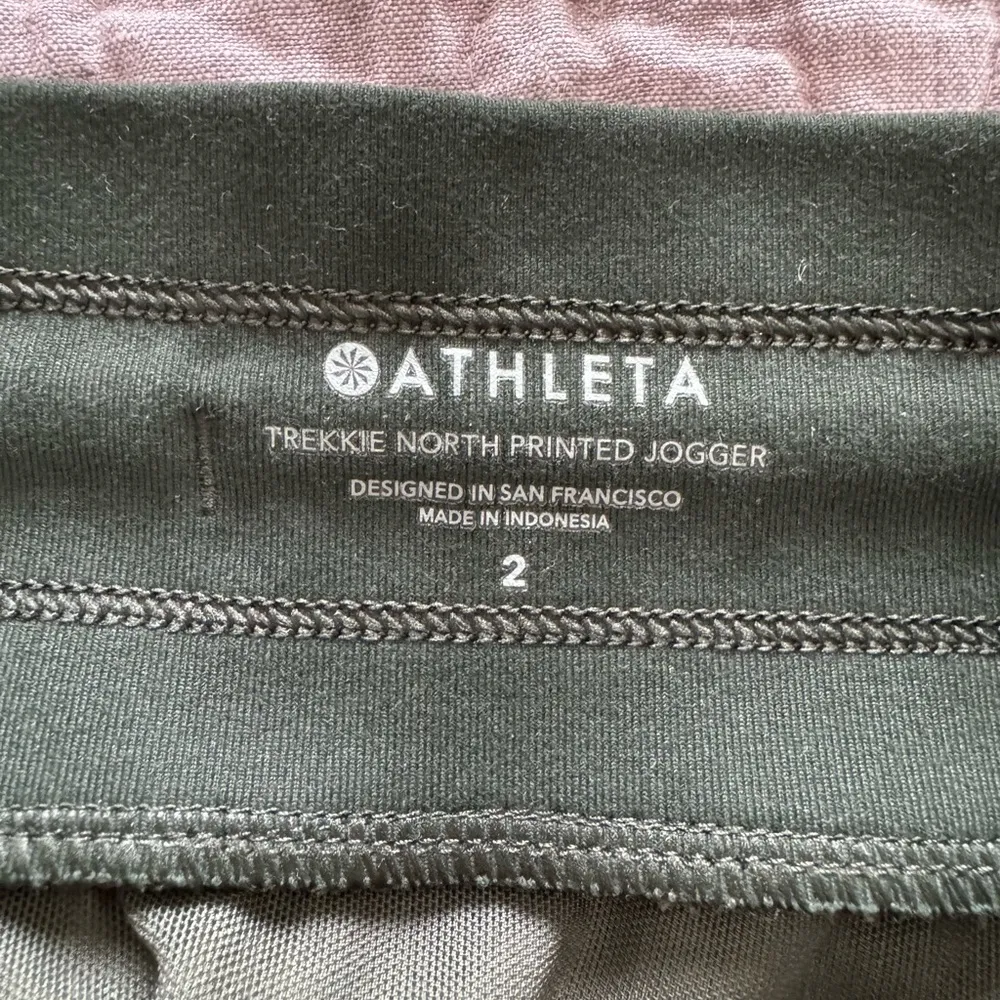 ATHLETA
TREKKIE NORTH PRINTED JOGGER
DESIGNED IN SAN FRANCISCO
MADE IN INDONESIA
2